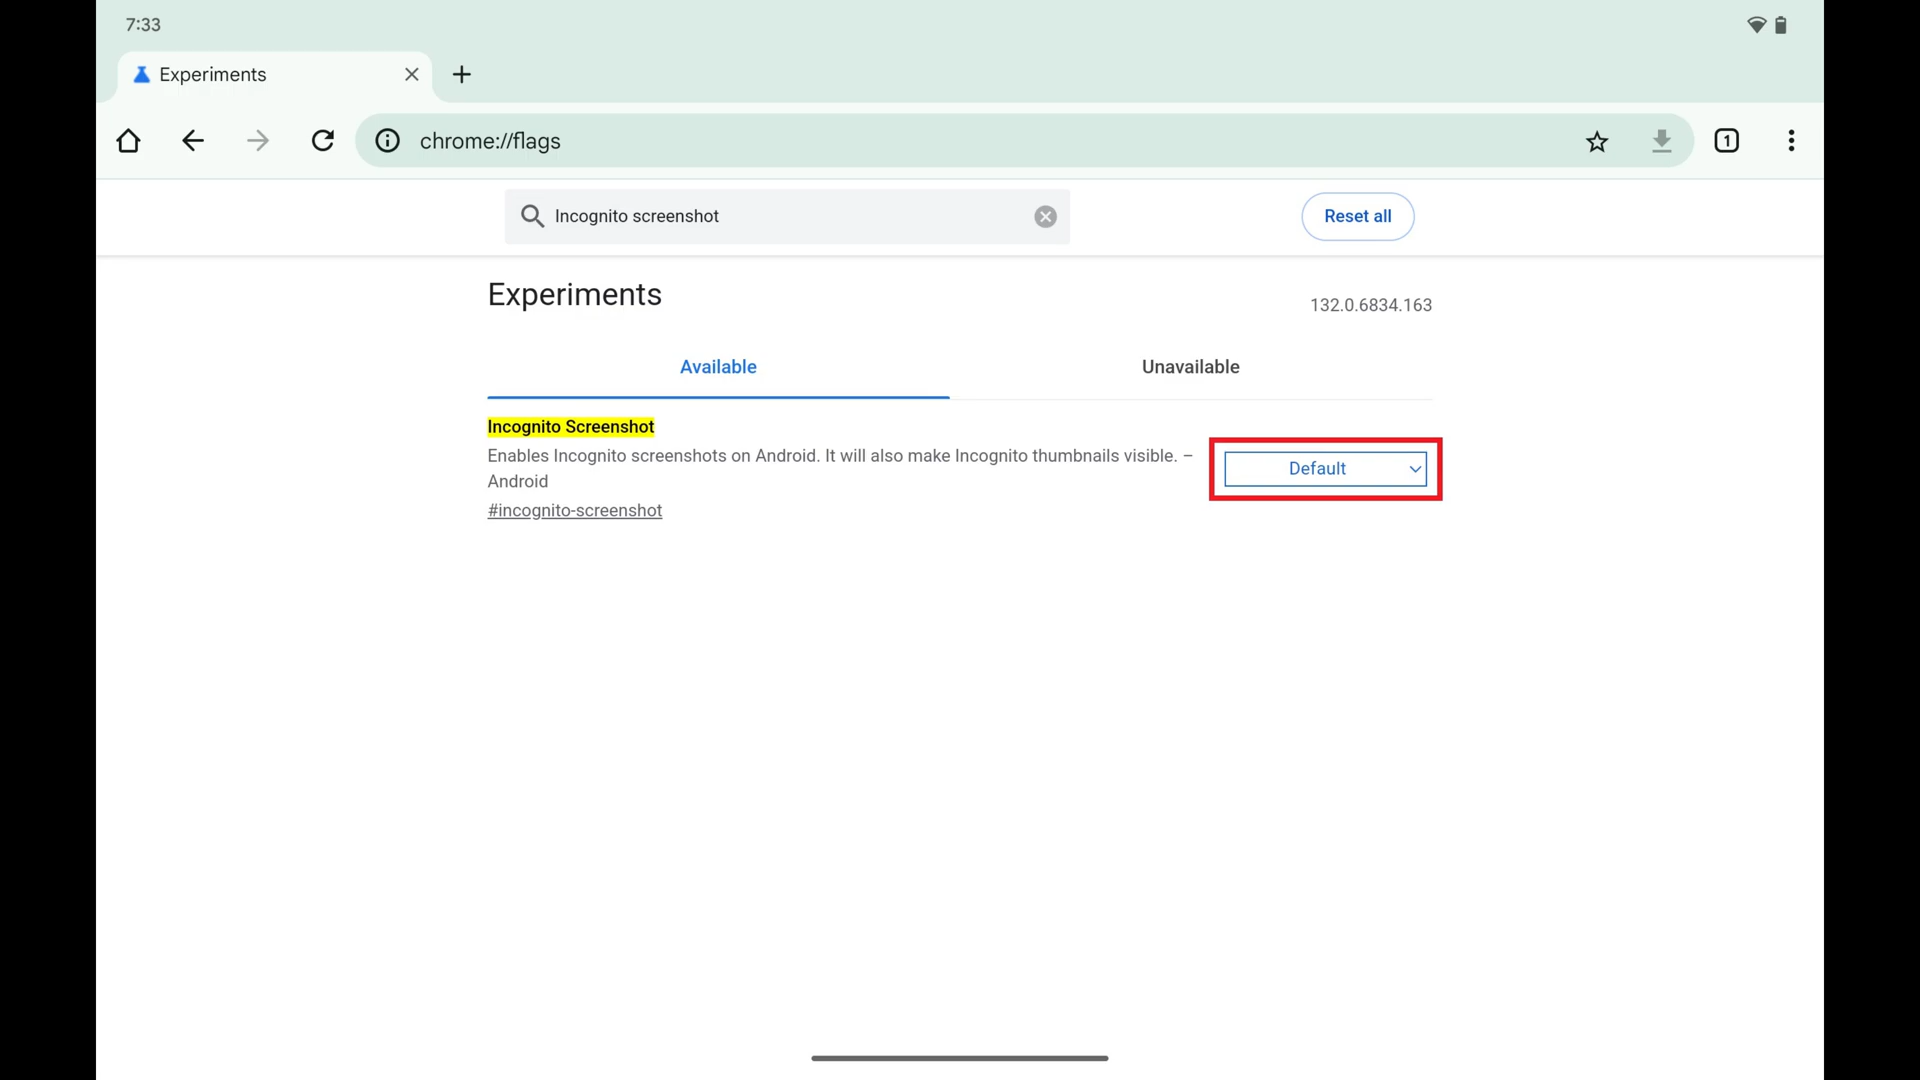 7:33
Experiments
chrome://flags
1
Incognito screenshot
Reset all
Experiments
132.0.6834.163
Available
Unavailable
Incognito Screenshot
Enables Incognito screenshots on Android. It will also make Incognito thumbnails visible. –
Android
Default
#incognito-screenshot